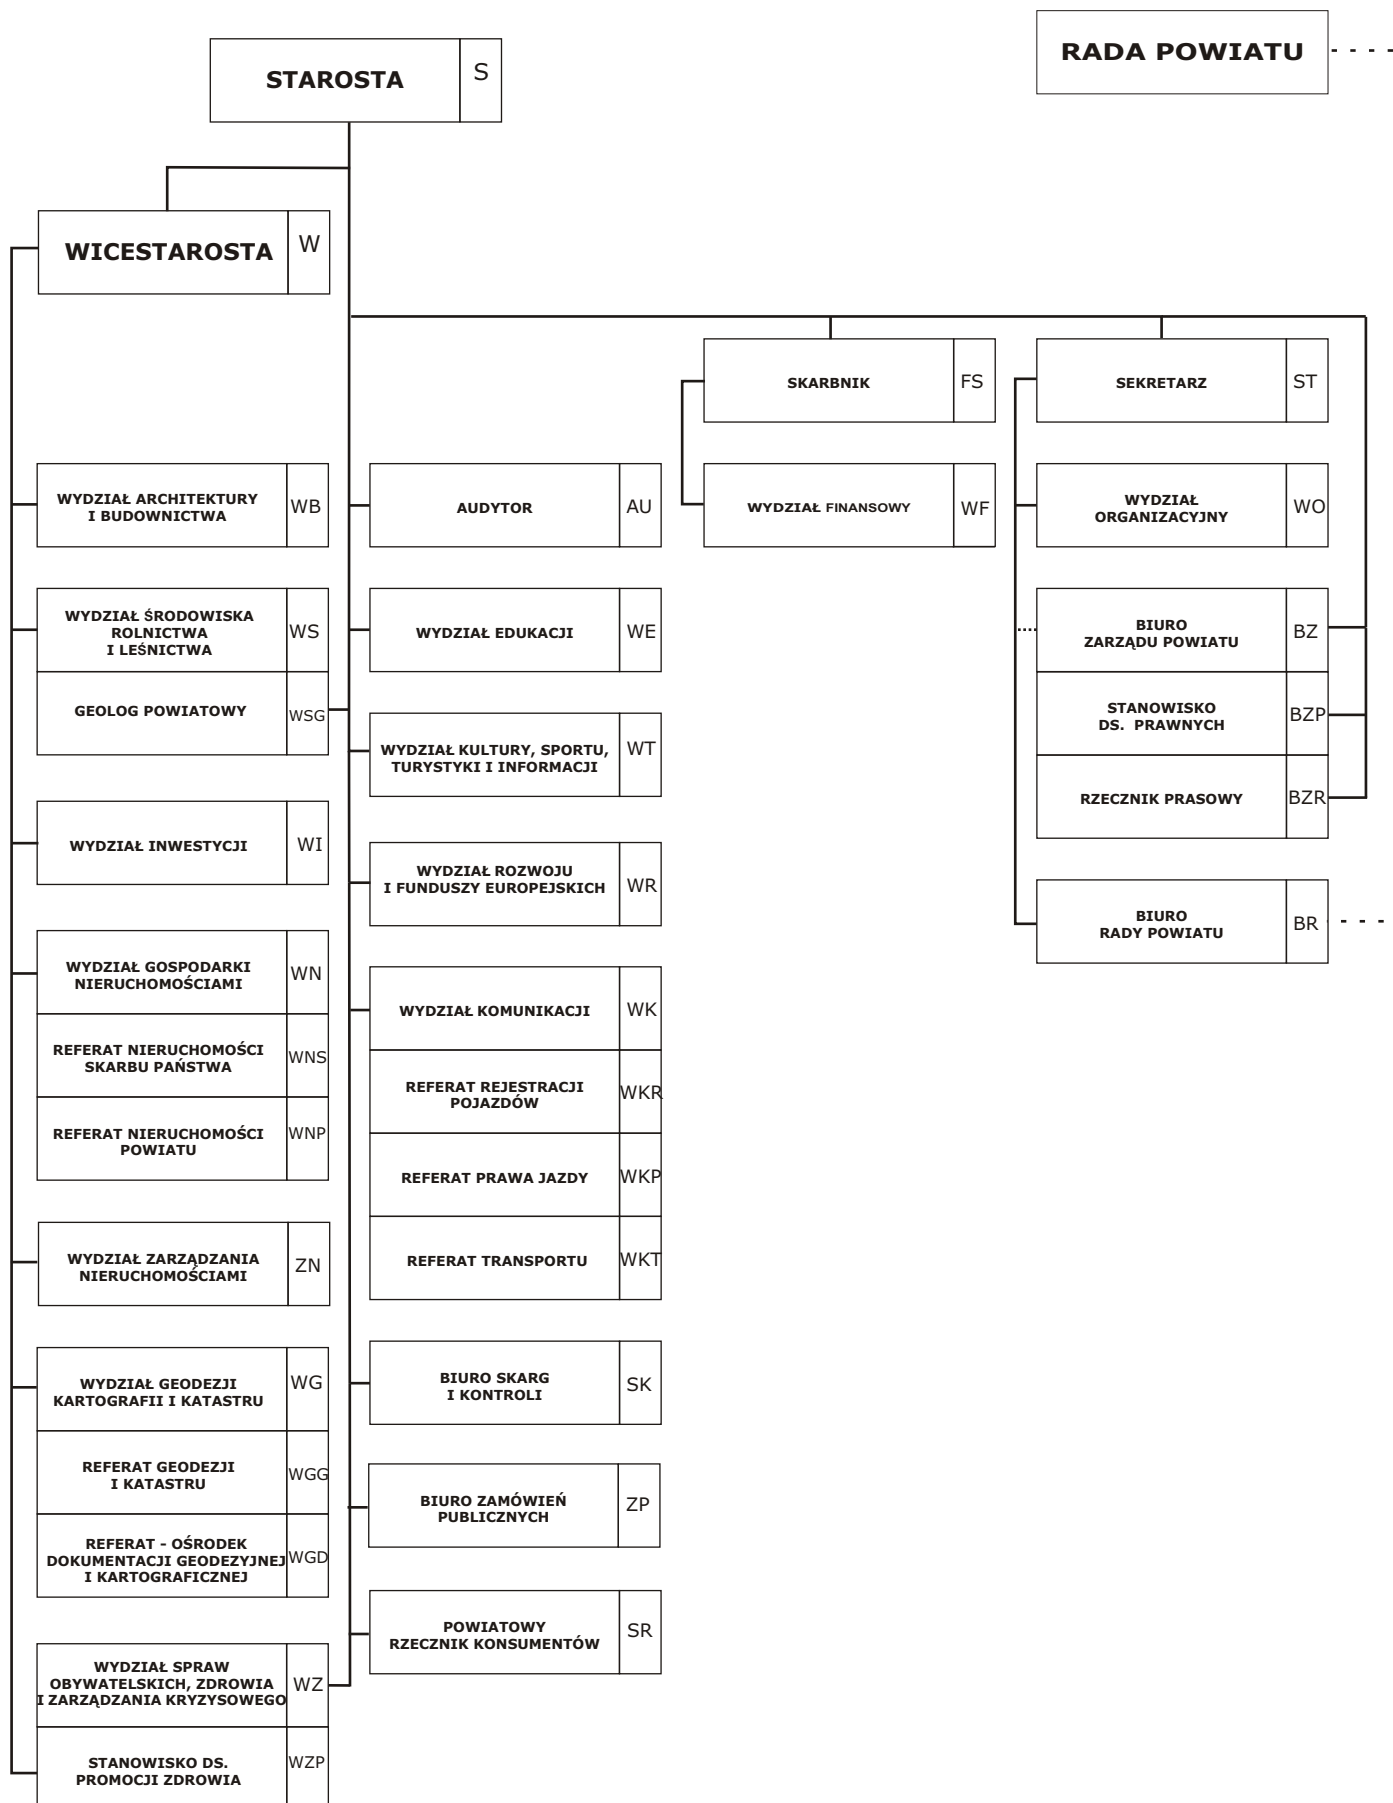 STAROSTA
S
RADA POWIATU
WICESTAROSTA
W
SKARBNIK
FS
SEKRETARZ
ST
WYDZIAŁ ARCHITEKTURY
I BUDOWNICTWA
WB
AUDYTOR
AU
WYDZIAŁ FINANSOWY
WF
WYDZIAŁ
ORGANIZACYJNY
WO
WYDZIAŁ ŚRODOWISKA
ROLNICTWA
I LEŚNICTWA
WS
WYDZIAŁ EDUKACJI
WE
BIURO
ZARZĄDU POWIATU
BZ
GEOLOG POWIATOWY
WSG
WYDZIAŁ KULTURY, SPORTU,
TURYSTYKI I INFORMACJI
WT
STANOWISKO
DS. PRAWNYCH
BZP
RZECZNIK PRASOWY
BZR
WYDZIAŁ INWESTYCJI
WI
WYDZIAŁ ROZWOJU
I FUNDUSZY EUROPEJSKICH
WR
BIURO
RADY POWIATU
BR
WYDZIAŁ GOSPODARKI
NIERUCHOMOŚCIAMI
WN
WYDZIAŁ KOMUNIKACJI
WK
REFERAT NIERUCHOMOŚCI
SKARBU PAŃSTWA
WNS
REFERAT REJESTRACJI
POJAZDÓW
WKR
REFERAT NIERUCHOMOŚCI
POWIATU
WNP
REFERAT PRAWA JAZDY
WKP
WYDZIAŁ ZARZĄDZANIA
NIERUCHOMOŚCIAMI
ZN
REFERAT TRANSPORTU
WKT
WYDZIAŁ GEODEZJI
KARTOGRAFII I KATASTRU
WG
BIURO SKARG
I KONTROLI
SK
REFERAT GEODEZJI
I KATASTRU
WGG
BIURO ZAMÓWIEŃ
PUBLICZNYCH
ZP
REFERAT - OŚRODEK
DOKUMENTACJI GEODEZYJNEJ
I KARTOGRAFICZNEJ
WGD
POWIATOWY
RZECZNIK KONSUMENTÓW
SR
WYDZIAŁ SPRAW
OBYWATELSKICH, ZDROWIA
I ZARZĄDZANIA KRYZYSOWEGO
WZ
STANOWISKO DS.
PROMOCJI ZDROWIA
WZP